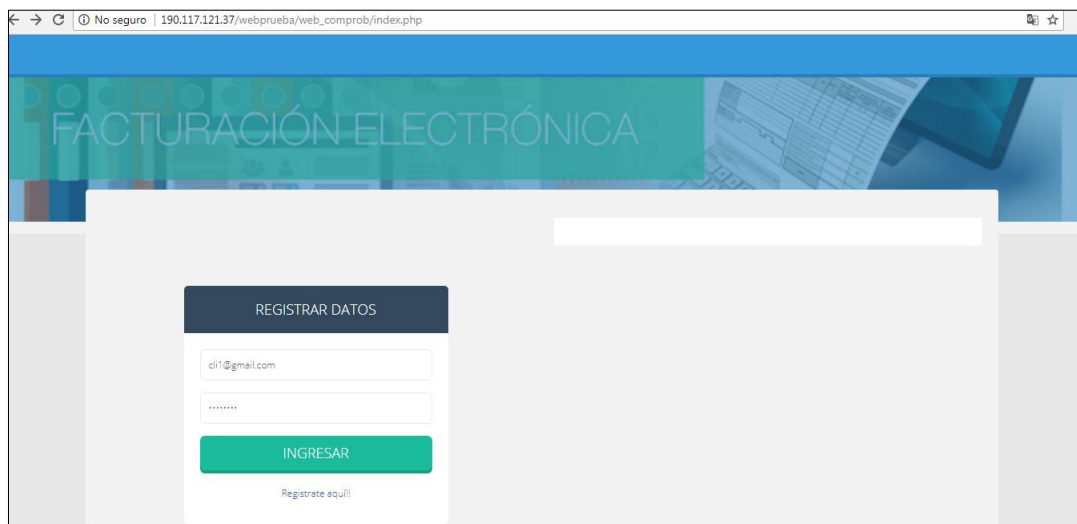 No seguro | 190.117.121.37/webprueba/web_comprob/index.php
FACTURACIÓN ELECTRÓNICA
REGISTRAR DATOS
cli1@gmail.com
········
INGRESAR
Registrate aquí!!